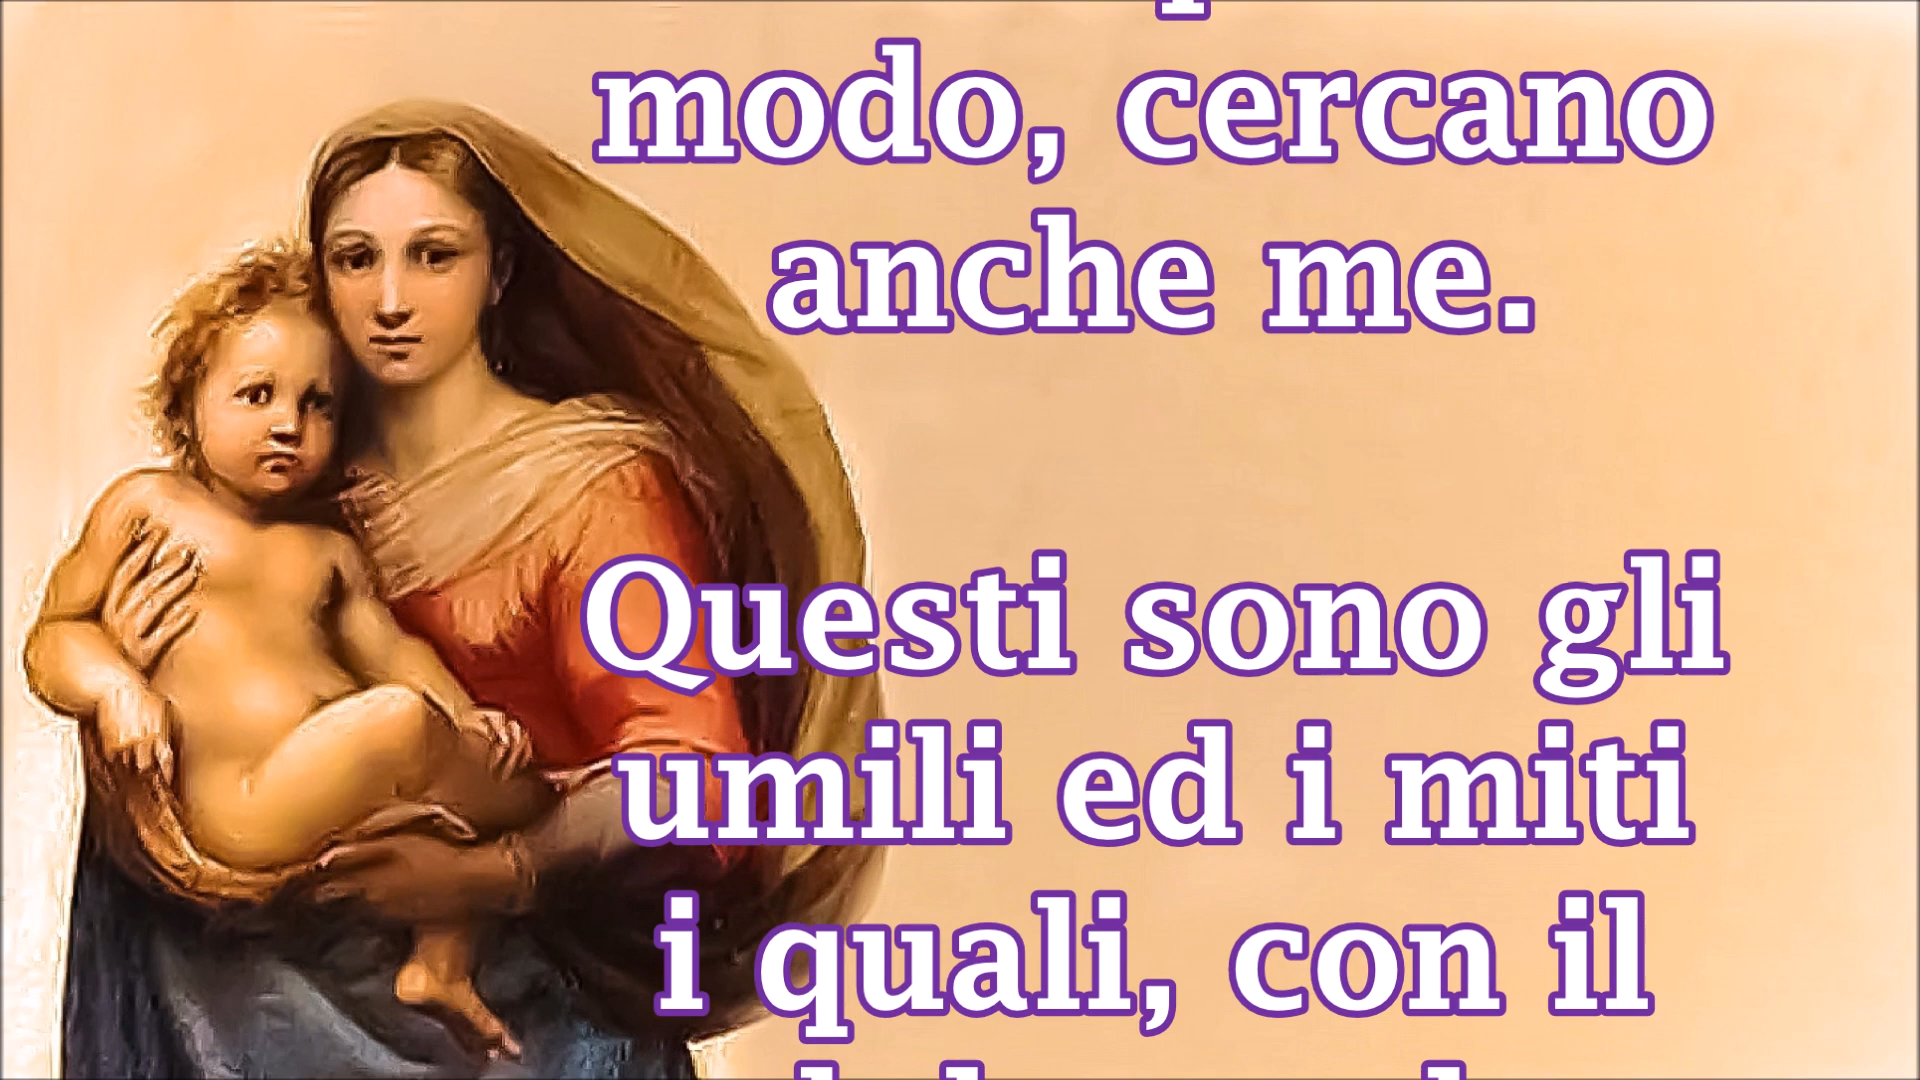 modo, cercano
anche me.
Questi sono gli
umili ed i miti
i quali, con il